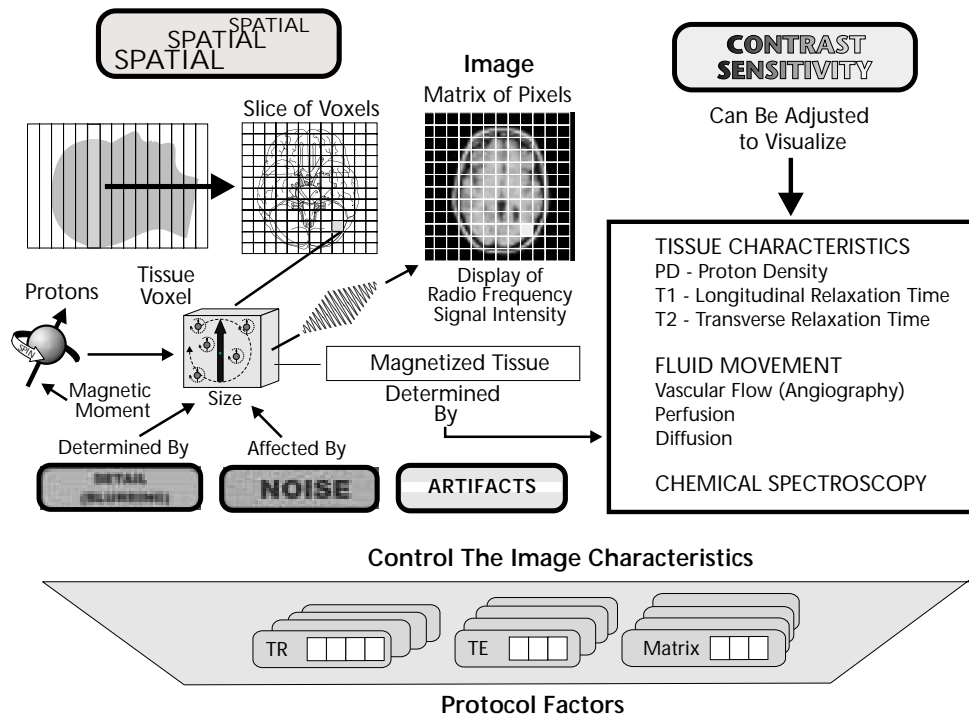 SPATIAL
SPATIAL
SPATIAL
CONTRAST
SENSITIVITY
Image
Matrix of Pixels
Slice of Voxels
Can Be Adjusted
to Visualize
Tissue
Voxel
Protons
SPIN
Magnetic
Moment
Size
Display of
Radio Frequency
Signal Intensity
Magnetized Tissue
Determined
By
Determined By
Affected By
DETAIL
(BLURRING)
NOISE
ARTIFACTS
TISSUE CHARACTERISTICS
PD - Proton Density
T1 - Longitudinal Relaxation Time
T2 - Transverse Relaxation Time
FLUID MOVEMENT
Vascular Flow (Angiography)
Perfusion
Diffusion
CHEMICAL SPECTROSCOPY
Control The Image Characteristics
TR
TE
Matrix
Protocol Factors